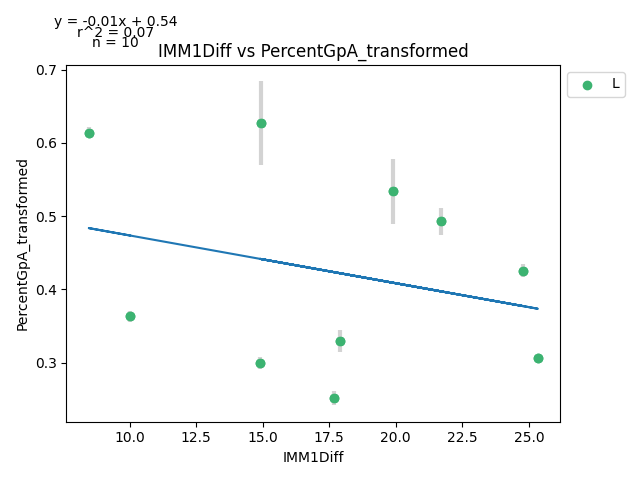 y = -0.01x + 0.54
r^2 = 0.07
n = 10
IMM1Diff vs PercentGpA_transformed
L
PercentGpA_transformed
0.7
0.6
0.5
0.4
0.3
10.0 12.5 15.0 17.5 20.0 22.5 25.0
IMM1Diff